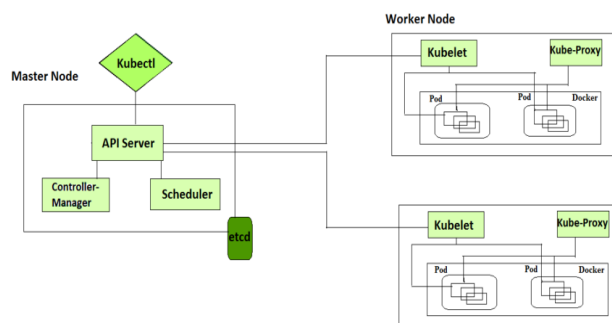 Worker Node
Kubectl
Kubelet
Kube-Proxy
Master Node
Pod
Pod
Docker
API Server
Controller-
Manager
Scheduler
etcd
Kubelet
Kube-Proxy
Pod
Pod
Docker